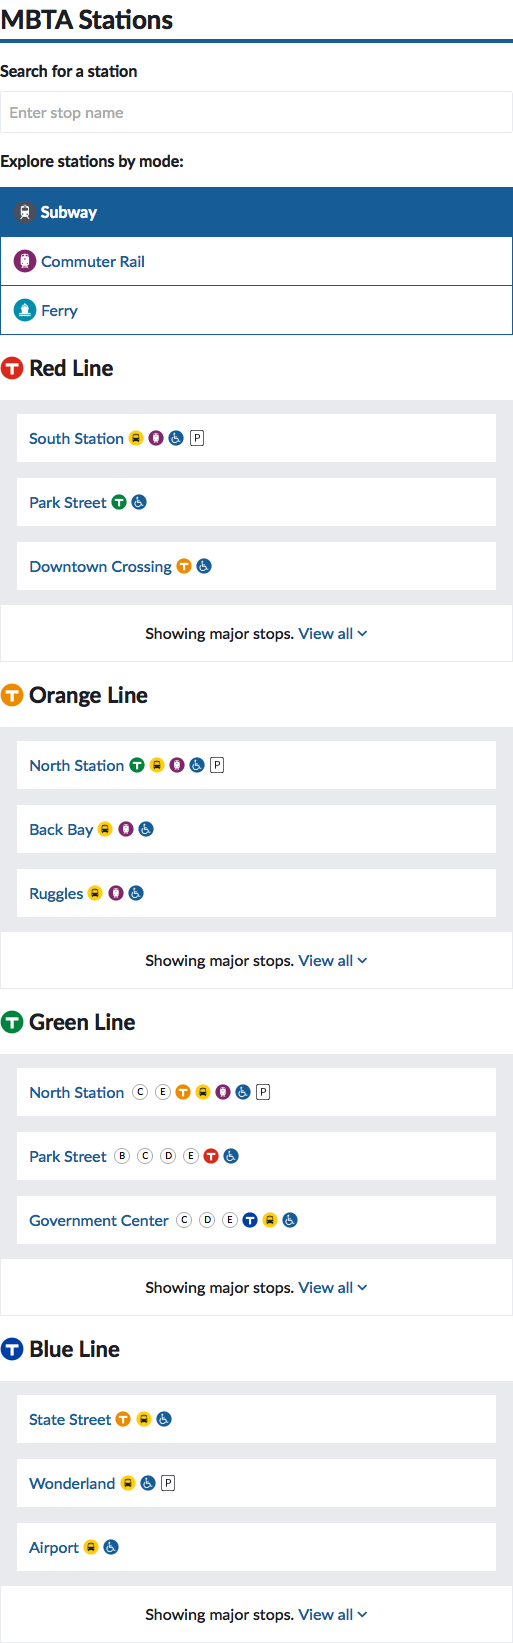 MBTA Stations
Search for a station
Enter stop name
Explore stations by mode:
Subway
Commuter Rail
Ferry
T Red Line
South Station P
Park Street T
Downtown Crossing T
Showing major stops. View all
T Orange Line
North Station T P
Back Bay
Ruggles
Showing major stops. View all
T Green Line
North Station C E T P
Park Street B C D E T
Government Center C D E T
Showing major stops. View all
T Blue Line
State Street T
Wonderland P
Airport
Showing major stops. View all